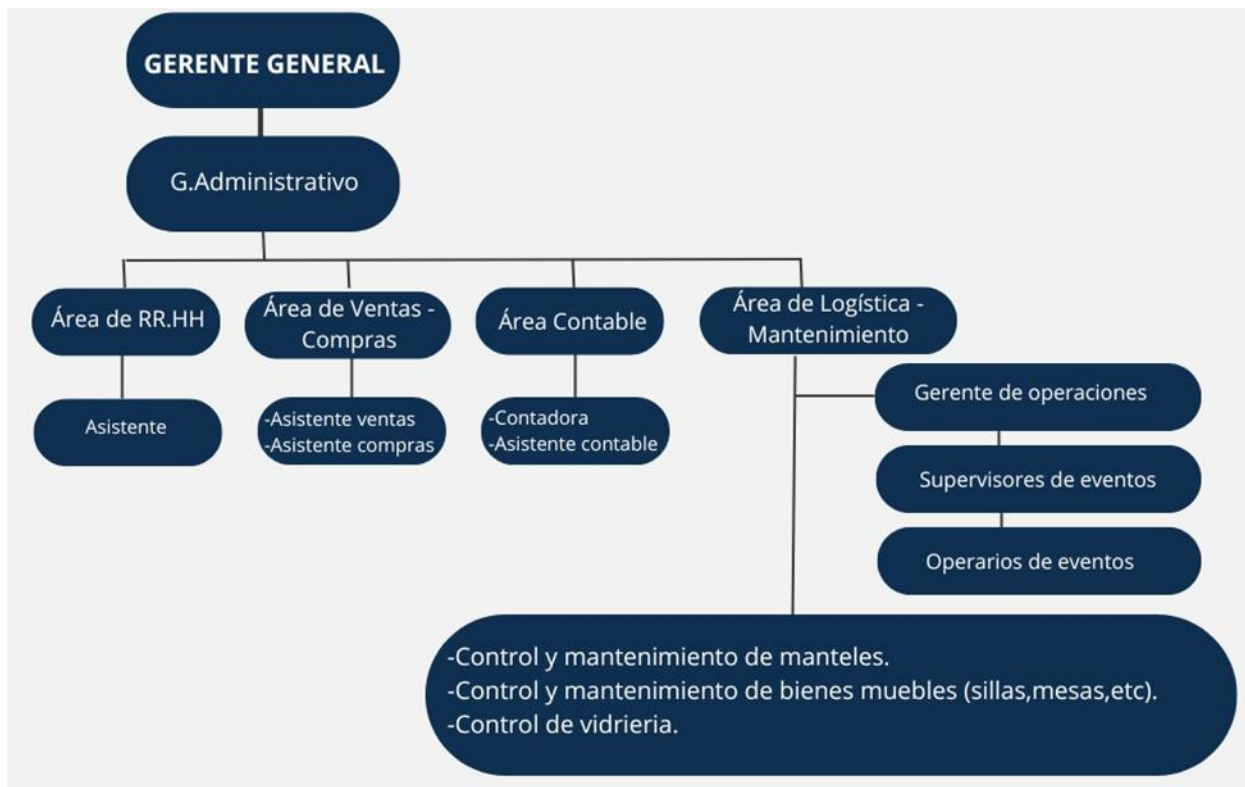 GERENTE GENERAL
G.Administrativo
Área de RR.HH
Área de Ventas -
Compras
Área Contable
Área de Logística -
Mantenimiento
Asistente
-Asistente ventas
-Asistente compras
-Contadora
-Asistente contable
Gerente de operaciones
Supervisores de eventos
Operarios de eventos
-Control y mantenimiento de manteles.
-Control y mantenimiento de bienes muebles (sillas,mesas,etc).
-Control de vidrieria.